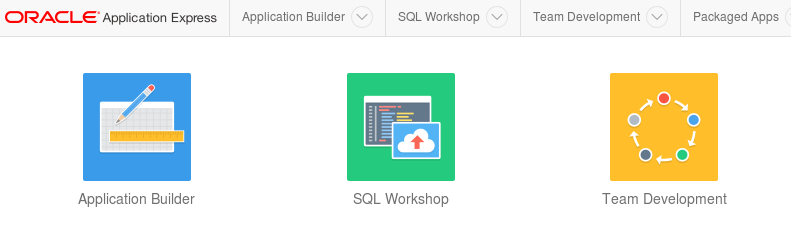 ORACLE Application Express Application Builder SQL Workshop Team Development Packaged Apps
Application Builder SQL Workshop Team Development